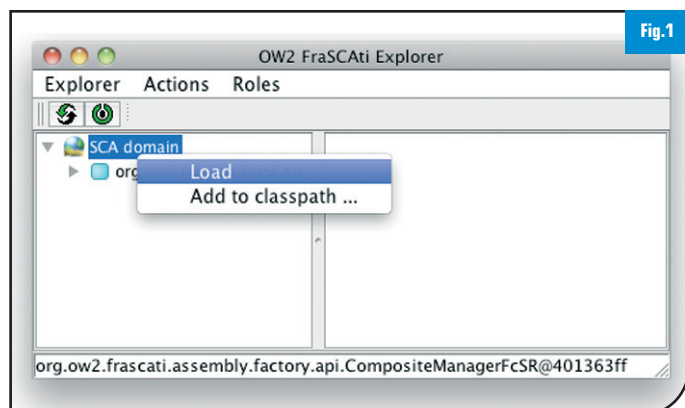 Fig.1
OW2 FraSCAti Explorer
Explorer Actions Roles
SCA domain
org
Load
Add to classpath ...
org.ow2.frascati.assembly.factory.api.CompositeManagerFcSR@401363ff